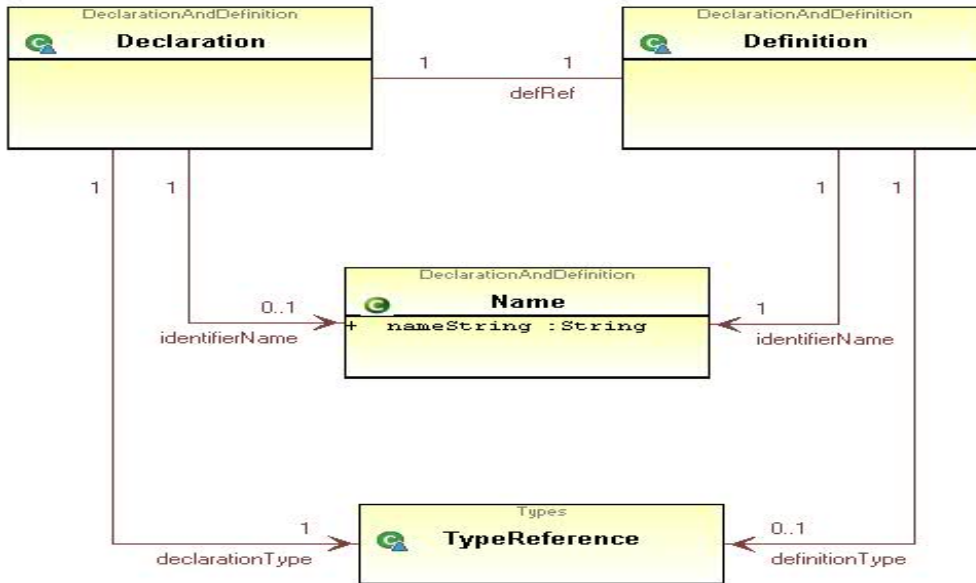 DeclarationAndDefinition
Declaration
DeclarationAndDefinition
Definition
1
1
defRef
1
1
1
1
DeclarationAndDefinition
Name
+ nameString :String
0..1
identifierName
1
identifierName
Types
TypeReference
1
declarationType
0..1
definitionType